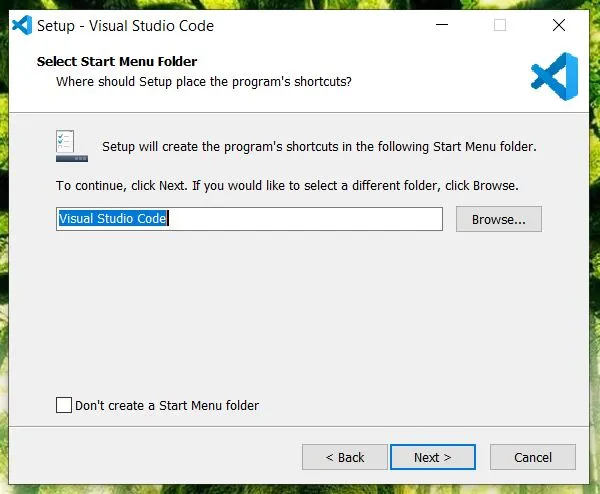 Setup - Visual Studio Code
Select Start Menu Folder
Where should Setup place the program's shortcuts?
Setup will create the program's shortcuts in the following Start Menu folder.
To continue, click Next. If you would like to select a different folder, click Browse.
Visual Studio Code
Browse...
Don't create a Start Menu folder
< Back
Next >
Cancel